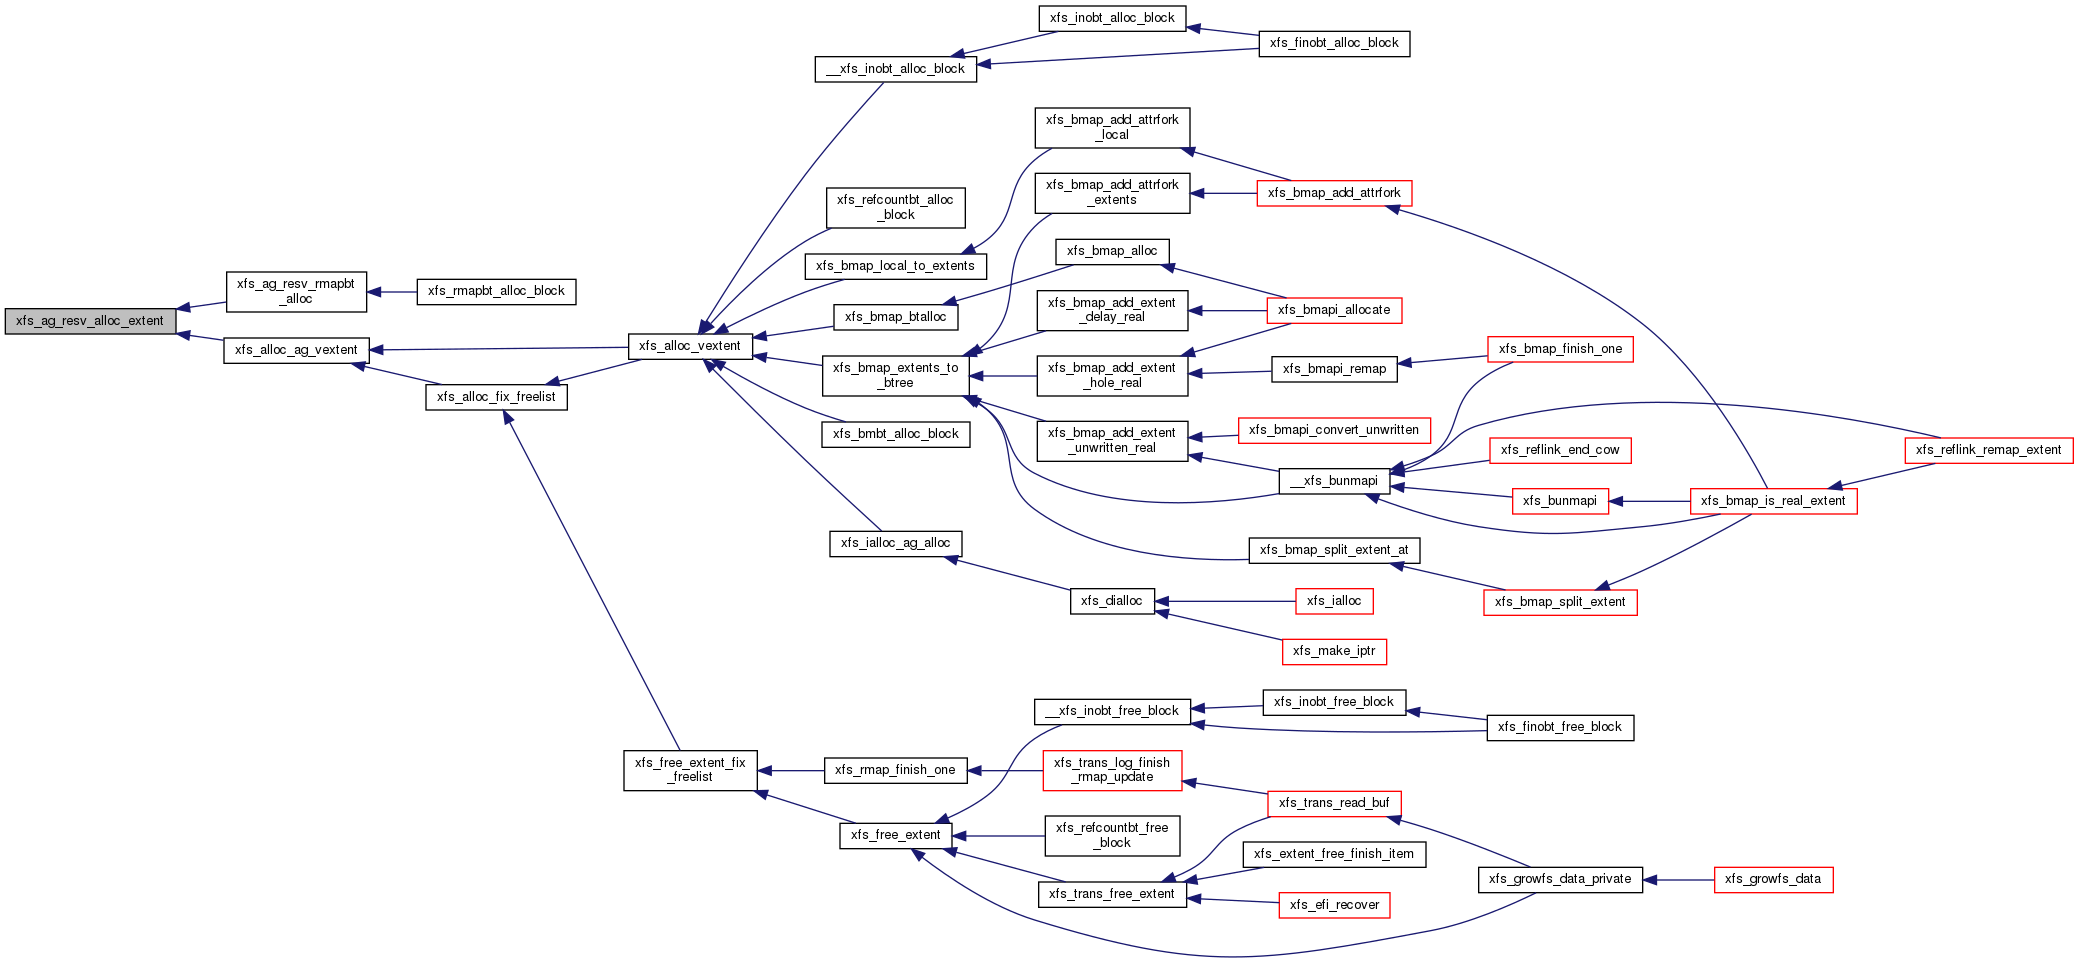 xfs_inobt_alloc_block
xfs_finobt_alloc_block
__xfs_inobt_alloc_block
xfs_bmap_add_attrfork
_local
xfs_bmap_add_attrfork
_extents
xfs_bmap_add_attrfork
xfs_refcountbt_alloc
_block
xfs_bmap_alloc
xfs_bmap_local_to_extents
xfs_ag_resv_rmapbt
_alloc
xfs_rmapbt_alloc_block
xfs_bmap_add_extent
_delay_real
xfs_bmapi_allocate
xfs_bmap_btalloc
xfs_ag_resv_alloc_extent
xfs_alloc_ag_vextent
xfs_alloc_vextent
xfs_bmap_finish_one
xfs_bmap_extents_to
_btree
xfs_bmap_add_extent
_hole_real
xfs_bmapi_remap
xfs_alloc_fix_freelist
xfs_bmbt_alloc_block
xfs_bmap_add_extent
_unwritten_real
xfs_bmapi_convert_unwritten
xfs_reflink_end_cow
xfs_reflink_remap_extent
__xfs_bunmapi
xfs_bunmapi
xfs_bmap_is_real_extent
xfs_ialloc_ag_alloc
xfs_bmap_split_extent_at
xfs_dialloc
xfs_ialloc
xfs_bmap_split_extent
xfs_make_iptr
__xfs_inobt_free_block
xfs_inobt_free_block
xfs_finobt_free_block
xfs_free_extent_fix
_freelist
xfs_rmap_finish_one
xfs_trans_log_finish
_rmap_update
xfs_trans_read_buf
xfs_free_extent
xfs_refcountbt_free
_block
xfs_extent_free_finish_item
xfs_growfs_data_private
xfs_growfs_data
xfs_trans_free_extent
xfs_efi_recover